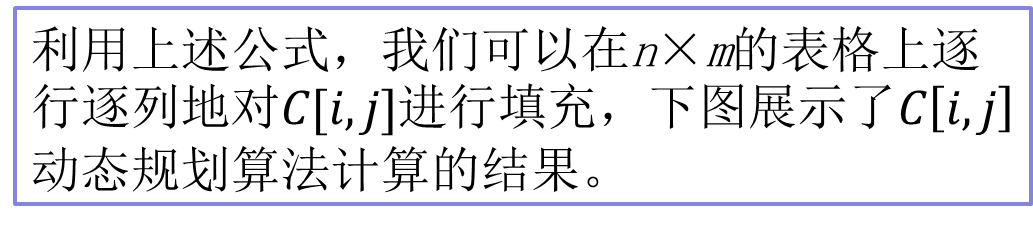 利用上述公式，我们可以在n×m的表格上逐
行逐列地对C[i,j]进行填充，下图展示了C[i,j]
动态规划算法计算的结果。